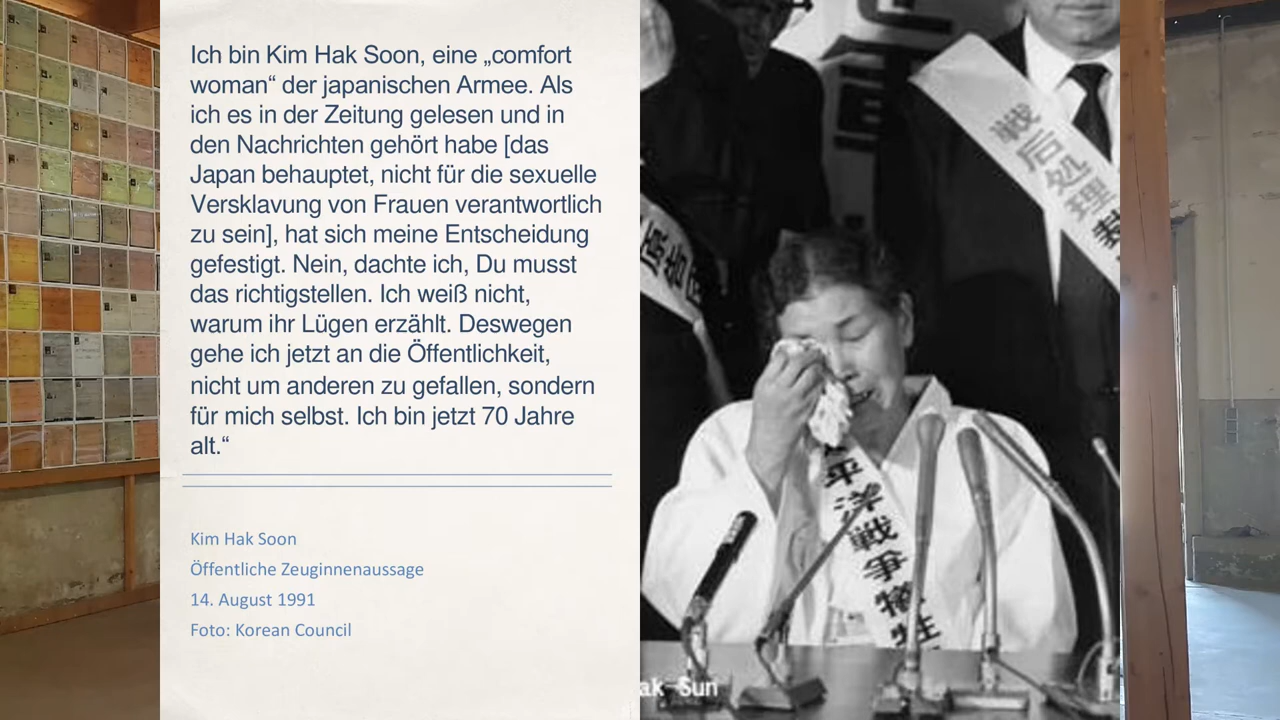 Ich bin Kim Hak Soon, eine „comfort
woman“ der japanischen Armee. Als
ich es in der Zeitung gelesen und in
den Nachrichten gehört habe [das
Japan behauptet, nicht für die sexuelle
Versklavung von Frauen verantwortlich
zu sein], hat sich meine Entscheidung
gefestigt. Nein, dachte ich, Du musst
das richtigstellen. Ich weiß nicht,
warum ihr Lügen erzählt. Deswegen
gehe ich jetzt an die Öffentlichkeit,
nicht um anderen zu gefallen, sondern
für mich selbst. Ich bin jetzt 70 Jahre
alt.“
Kim Hak Soon
Öffentliche Zeuginnenaussage
14. August 1991
Foto: Korean Council
戦后処理
平洋戦争犠牲
ak Sun